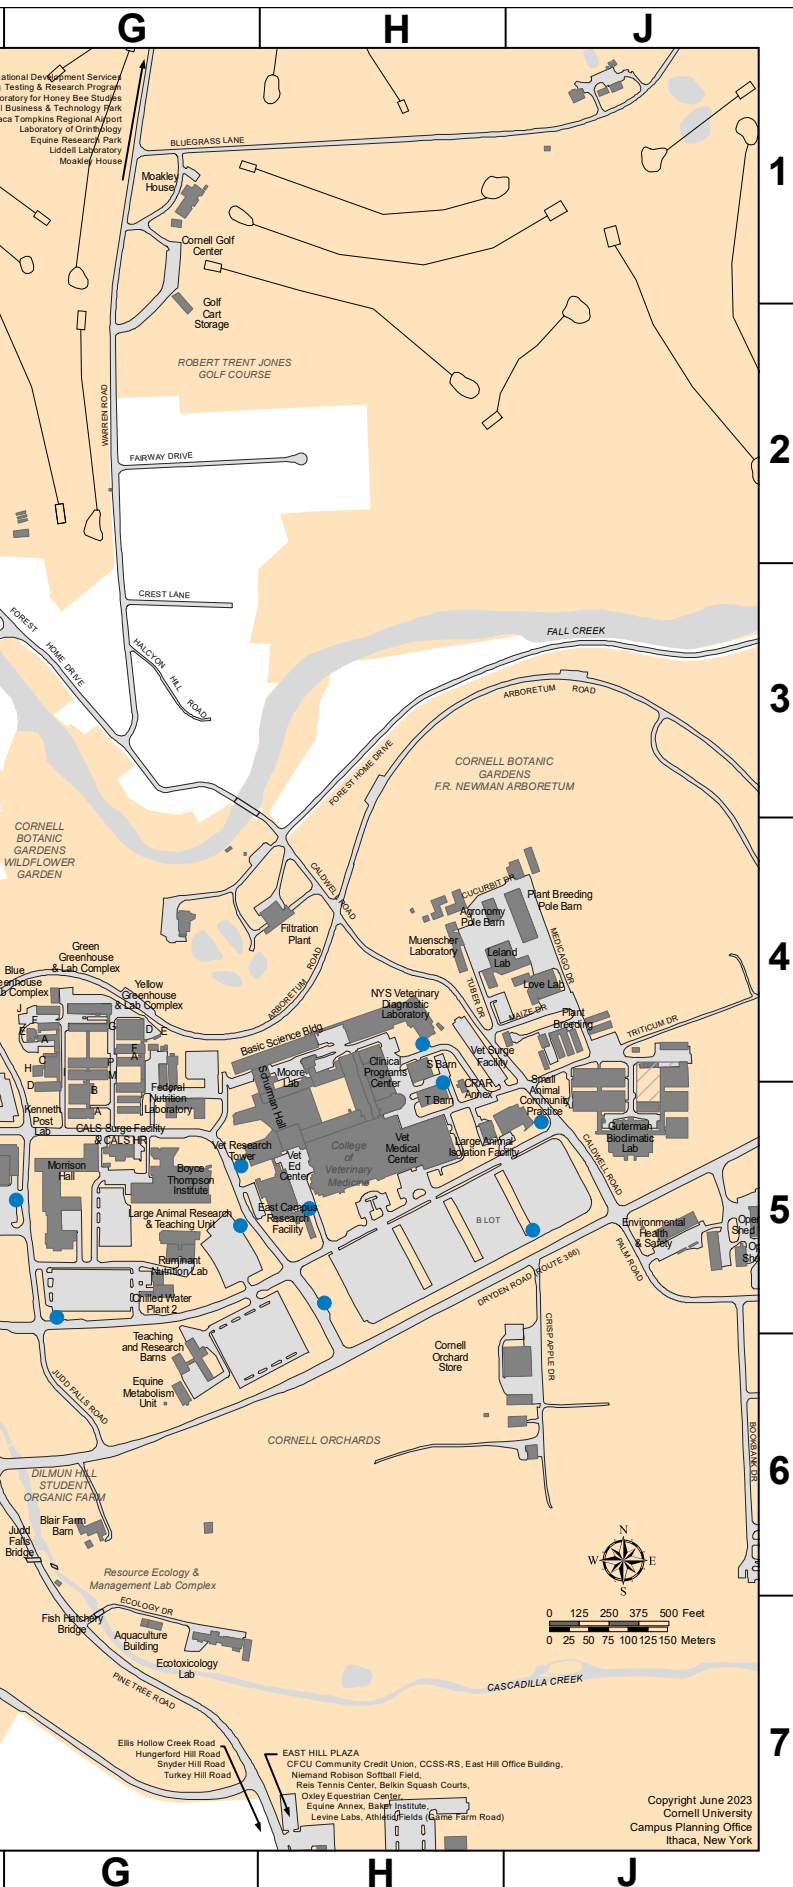 G
H
J
Testing & Research Program
oratory for Honey Bee Studies
Business & Technology Park
aca Tompkins Regional Airport
Laboratory of Orinthology
Equine Research Park
Liddell Laboratory
Moakley House
BLUEGRASS LANE
1
Moakley
House
Cornell Golf
Center
Golf
Cart
Storage
ROBERT TRENT JONES
GOLF COURSE
WARREN ROAD
2
FAIRWAY DRIVE
CREST LANE
FOREST HOME DRIVE
HALCYON HILL ROAD
FALL CREEK
3
ARBORETUM ROAD
FOREST HOME DRIVE
CORNELL BOTANIC
GARDENS
F.R. NEWMAN ARBORETUM
CORNELL
BOTANIC
GARDENS
WILDFLOWER
GARDEN
CALDWELL ROAD
CUCURBIT DR
Plant Breeding
Pole Barn
Agronomy
Pole Barn
Filtration
Plant
Muenscher
Laboratory
Leland
Lab
MEDICAGO DR
4
Green
Greenhouse
& Lab Complex
Blue
eenhouse
b Complex
Yellow
Greenhouse
& Lab Complex
ARBORETUM ROAD
Love Lab
TUBER DR
MAIZE DR
NYS Veterinary
Diagnostic
Laboratory
Plant
Breeding
TRITICUM DR
J
F
E
A
G
D
E
F
A
C
H
I
P
M
D
B
A
Basic Science Bldg
Schurman Hall
Moore
Lab
Clinical
Programs
Center
S Barn
T Barn
Vet Surge
Facility
CRAR
Annex
Small
Animal
Community
Practice
Federal
Nutrition
Laboratory
Kenneth
Post
Lab
CALS Surge Facility
& CALS HR
Vet Research
Tower
Vet
Ed
Center
College
of
Veterinary
Medicine
Vet
Medical
Center
Large Animal
Isolation Facility
Guterman
Bioclimatic
Lab
CALDWELL ROAD
Morrison
Hall
Boyce
Thompson
Institute
Large Animal Research
& Teaching Unit
East Campus
Research
Facility
B LOT
5
Environmental
Health
& Safety
Shed
Ruminant
Nutrition Lab
Chilled Water
Plant 2
DRYDEN ROAD (ROUTE 366)
PALM ROAD
Teaching
and Research
Barns
Equine
Metabolism
Unit
Cornell
Orchard
Store
CRISP APPLE DR
JUDD FALLS ROAD
CORNELL ORCHARDS
BOOKBANK DR
6
DILMUN HILL
STUDENT
ORGANIC FARM
Blair Farm
Barn
Judd
Falls
Bridge
N
W E
S
Resource Ecology &
Management Lab Complex
ECOLOGY DR
Fish Hatchery
Bridge
Aquaculture
Building
Ecotoxicology
Lab
0 125 250 375 500 Feet
0 25 50 75 100 125 150 Meters
PINE TREE ROAD
CASCADILLA CREEK
7
Ellis Hollow Creek Road
Hungerford Hill Road
Snyder Hill Road
Turkey Hill Road
EAST HILL PLAZA
CFCU Community Credit Union, CCSS-RS, East Hill Office Building,
Niemand Robison Softball Field,
Reis Tennis Center, Belkin Squash Courts,
Oxley Equestrian Center,
Equine Annex, Baker Institute,
Levine Labs, Athletic Fields (Game Farm Road)
Copyright June 2023
Cornell University
Campus Planning Office
Ithaca, New York
G
H
J